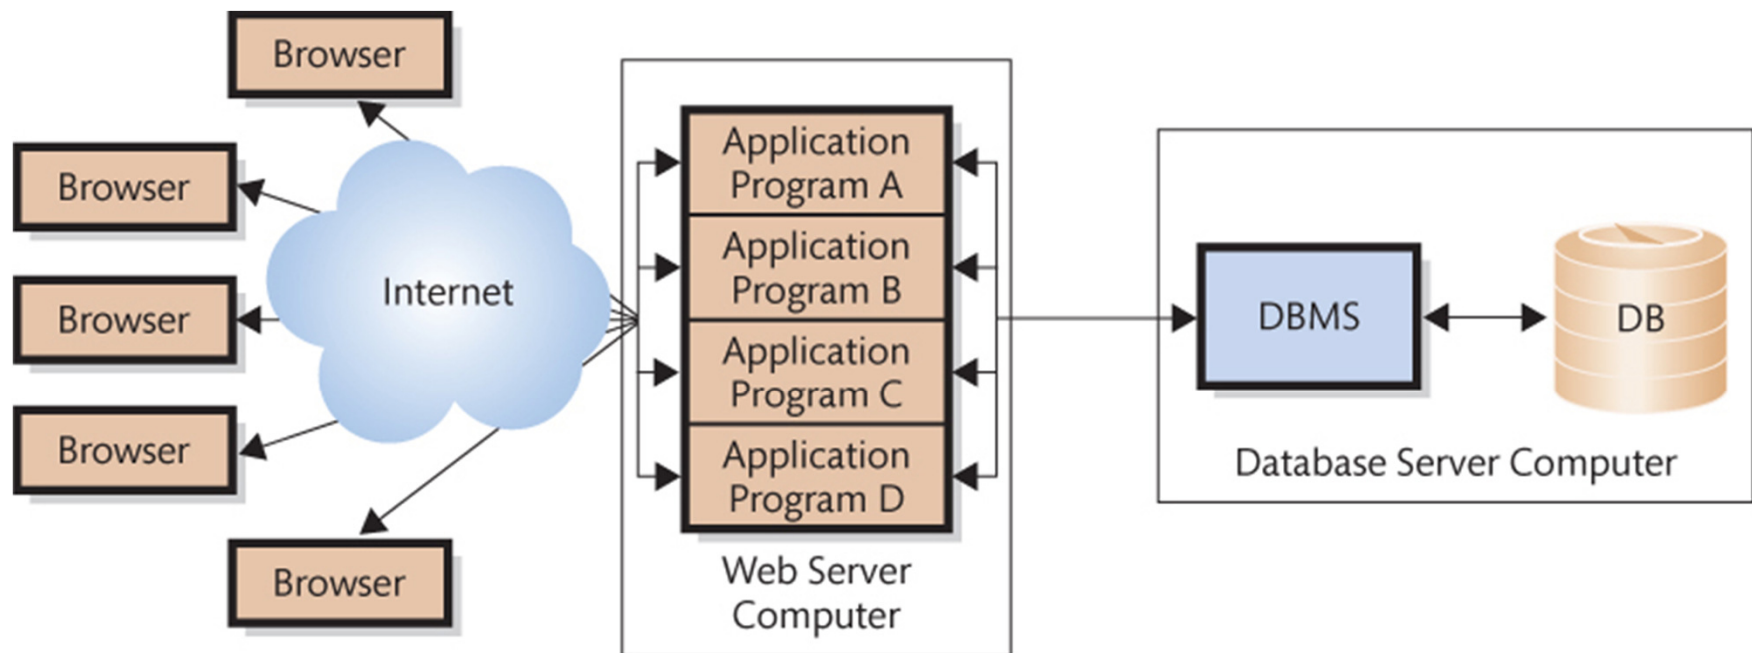 Browser
Browser
Browser
Browser
Browser
Internet
Application
Program A
Application
Program B
Application
Program C
Application
Program D
Web Server
Computer
DBMS
DB
Database Server Computer